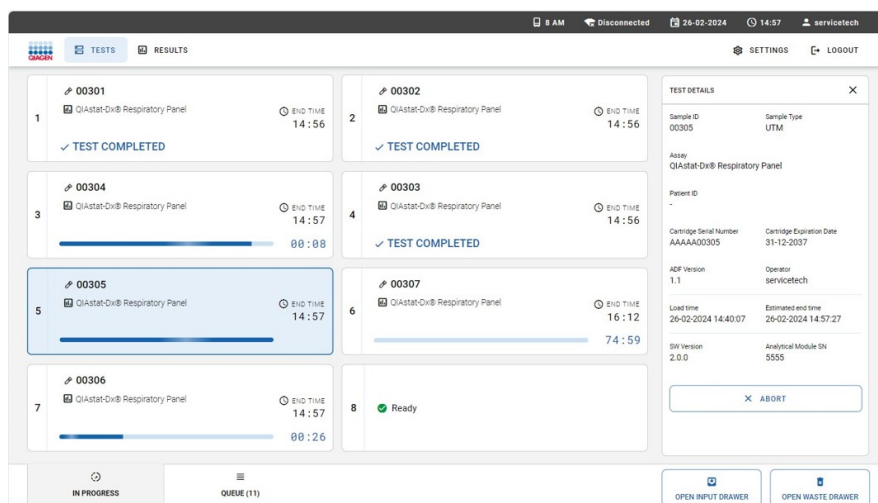 8 AM Disconnected 26-02-2024 14:57 servicetech
QIAGEN TESTS RESULTS SETTINGS LOGOUT
1
00301
QIAstat-Dx® Respiratory Panel
END TIME
14:56
TEST COMPLETED
2
00302
QIAstat-Dx® Respiratory Panel
END TIME
14:56
TEST COMPLETED
3
00304
QIAstat-Dx® Respiratory Panel
END TIME
14:57
00:08
4
00303
QIAstat-Dx® Respiratory Panel
END TIME
14:56
TEST COMPLETED
5
00305
QIAstat-Dx® Respiratory Panel
END TIME
14:57
6
00307
QIAstat-Dx® Respiratory Panel
END TIME
16:12
74:59
7
00306
QIAstat-Dx® Respiratory Panel
END TIME
14:57
00:26
8
Ready
TEST DETAILS
Sample ID Sample Type
00305 UTM
Assay
QIAstat-Dx® Respiratory Panel
Patient ID
-
Cartridge Serial Number Cartridge Expiration Date
AAAAA00305 31-12-2037
ADF Version Operator
1.1 servicetech
Load time Estimated end time
26-02-2024 14:40:07 26-02-2024 14:57:27
SW Version Analytical Module SN
2.0.0 5555
ABORT
IN PROGRESS QUEUE (11)
OPEN INPUT DRAWER OPEN WASTE DRAWER